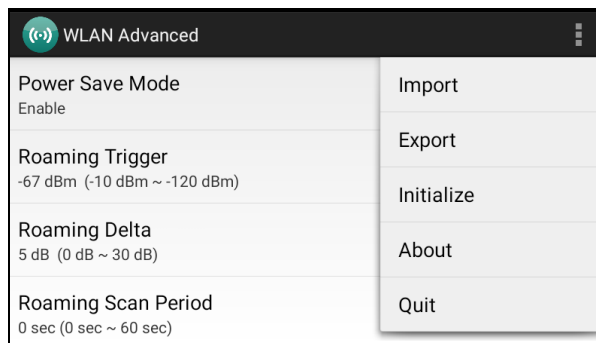 WLAN Advanced
Power Save Mode
Enable
Roaming Trigger
-67 dBm (-10 dBm ~ -120 dBm)
Roaming Delta
5 dB (0 dB ~ 30 dB)
Roaming Scan Period
0 sec (0 sec ~ 60 sec)
Import
Export
Initialize
About
Quit